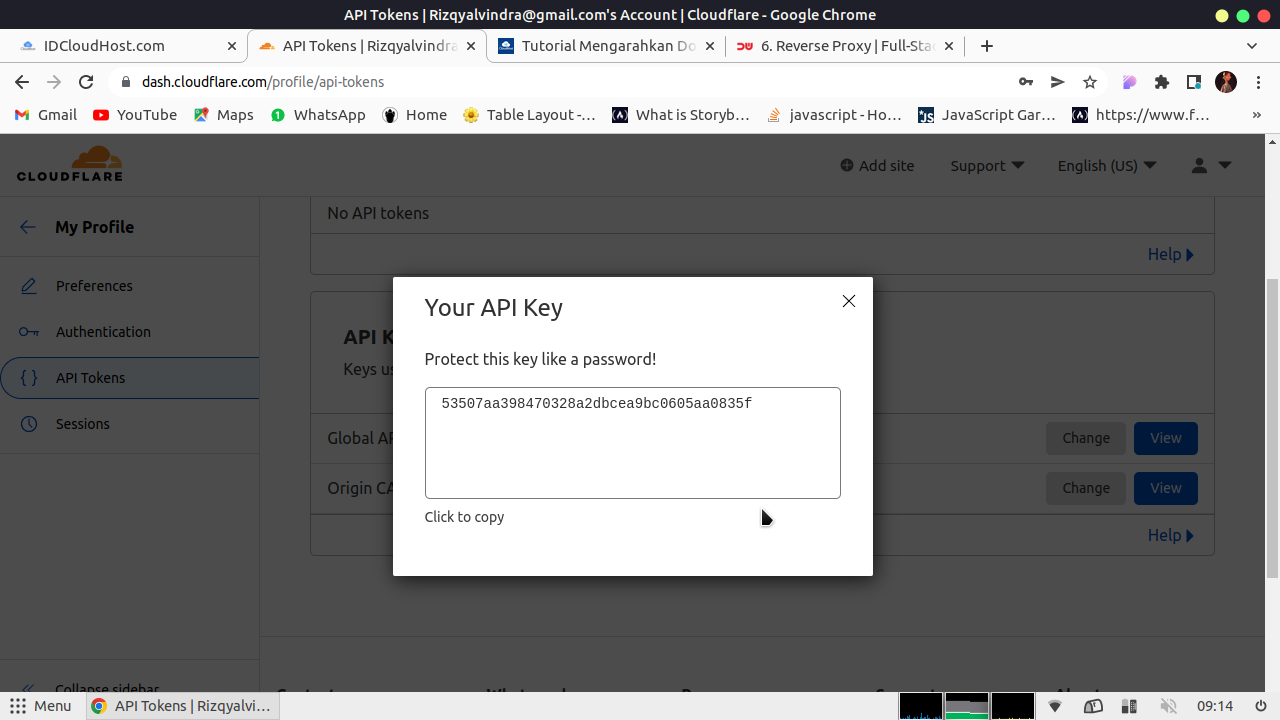 API Tokens | Rizqyalvindra@gmail.com's Account | Cloudflare - Google Chrome
IDCloudHost.com
API Tokens | Rizqyalvindra
Tutorial Mengarahkan Do
6. Reverse Proxy | Full-Stac
dash.cloudflare.com/profile/api-tokens
Gmail
YouTube
Maps
WhatsApp
Home
Table Layout -...
What is Storyb...
javascript - Ho...
JavaScript Gar...
https://www.f...
»
CLOUDFLARE
Add site
Support
English (US)
My Profile
Preferences
Authentication
API Tokens
Sessions
No API tokens
Help
API K
Keys us
Global AP
Change
View
Origin CA
Change
View
Help
Your API Key
Protect this key like a password!
53507aa398470328a2dbcea9bc0605aa0835f
Click to copy
Collapse sidebar
Menu
API Tokens | Rizqyalvi...
09:14